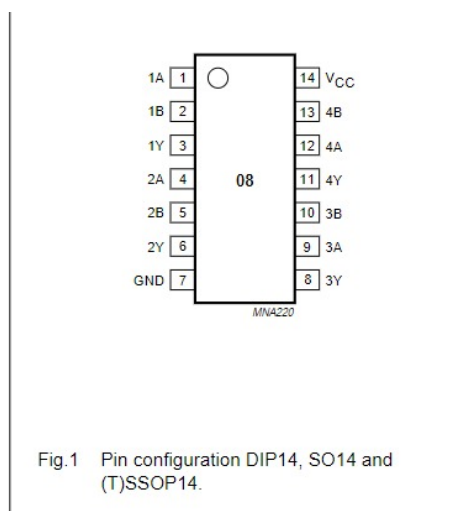 1A 1 14 VCC
1B 2 13 4B
1Y 3 12 4A
2A 4 08 11 4Y
2B 5 10 3B
2Y 6 9 3A
GND 7 8 3Y
MNA220
Fig.1 Pin configuration DIP14, SO14 and
(T)SSOP14.